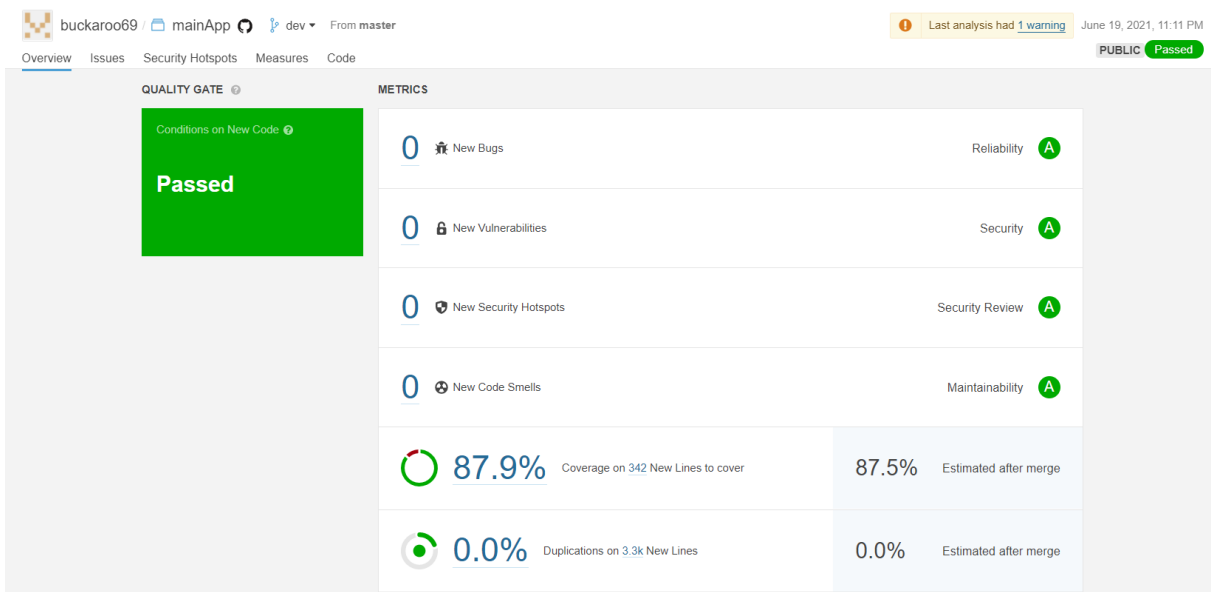 buckaroo69 / mainApp dev From master
Last analysis had 1 warning June 19, 2021, 11:11 PM
Overview Issues Security Hotspots Measures Code
PUBLIC Passed
QUALITY GATE ?
METRICS
Conditions on New Code ?
Passed
0 New Bugs Reliability A
0 New Vulnerabilities Security A
0 New Security Hotspots Security Review A
0 New Code Smells Maintainability A
87.9% Coverage on 342 New Lines to cover 87.5% Estimated after merge
0.0% Duplications on 3.3k New Lines 0.0% Estimated after merge